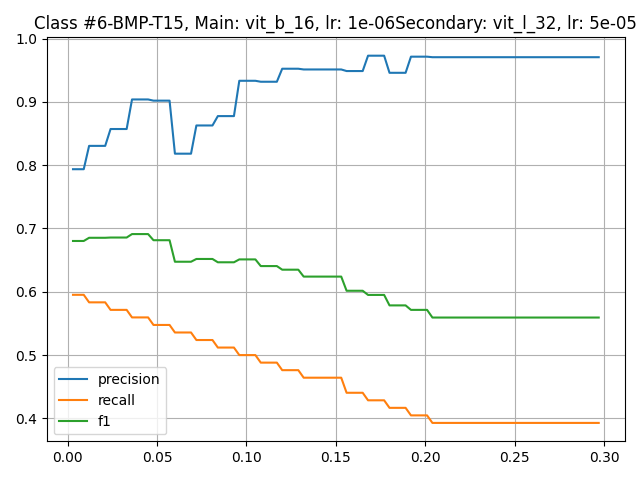 Class #6-BMP-T15, Main: vit_b_16, lr: 1e-06Secondary: vit_l_32, lr: 5e-05
1.0
0.9
0.8
0.7
0.6
0.5
0.4
precision
recall
f1
0.00 0.05 0.10 0.15 0.20 0.25 0.30